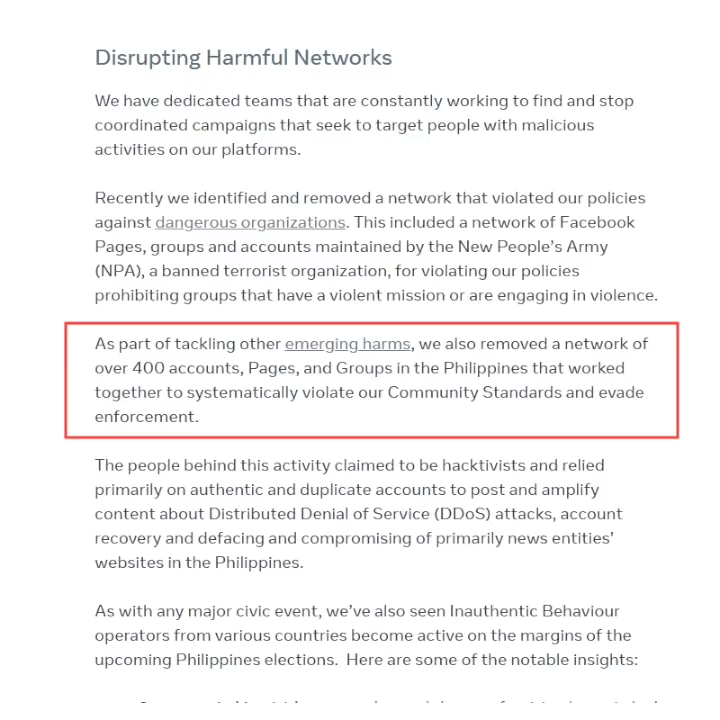 Disrupting Harmful Networks
We have dedicated teams that are constantly working to find and stop
coordinated campaigns that seek to target people with malicious
activities on our platforms.
Recently we identified and removed a network that violated our policies
against dangerous organizations. This included a network of Facebook
Pages, groups and accounts maintained by the New People’s Army
(NPA), a banned terrorist organization, for violating our policies
prohibiting groups that have a violent mission or are engaging in violence.
As part of tackling other emerging harms, we also removed a network of
over 400 accounts, Pages, and Groups in the Philippines that worked
together to systematically violate our Community Standards and evade
enforcement.
The people behind this activity claimed to be hacktivists and relied
primarily on authentic and duplicate accounts to post and amplify
content about Distributed Denial of Service (DDoS) attacks, account
recovery and defacing and compromising of primarily news entities’
websites in the Philippines.
As with any major civic event, we’ve also seen Inauthentic Behaviour
operators from various countries become active on the margins of the
upcoming Philippines elections. Here are some of the notable insights: